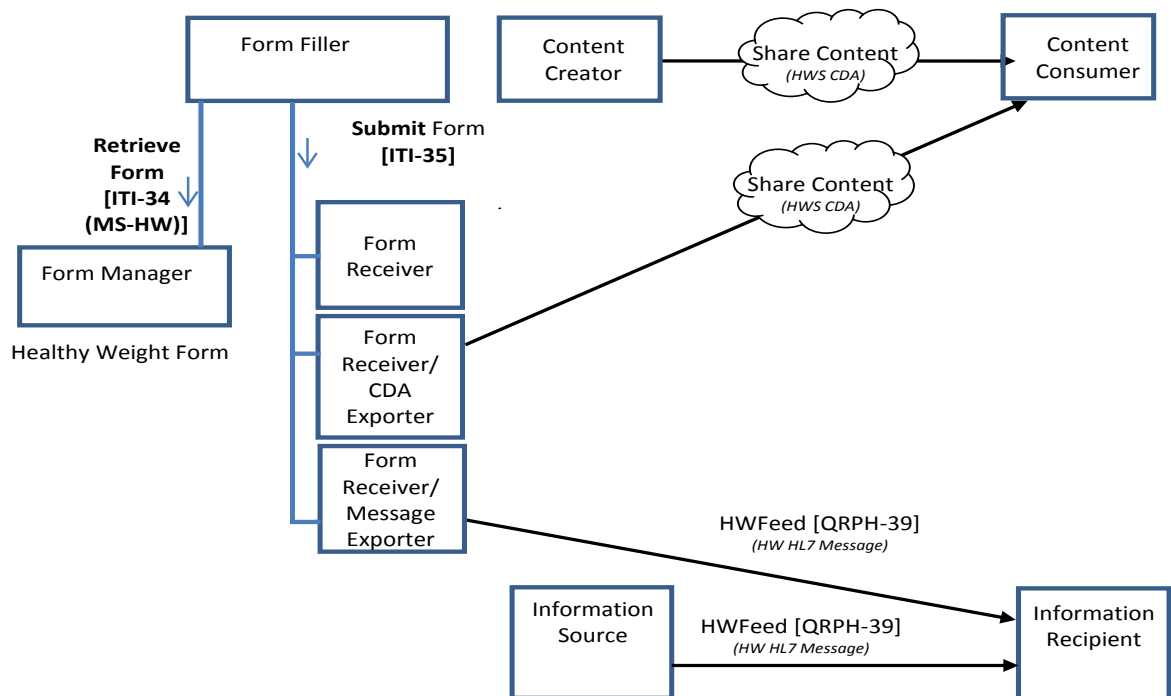 Form Filler
Content
Creator
Share Content
(HWS CDA)
Content
Consumer
Retrieve
Form
[ITI-34
(MS-HW)]
Submit Form
[ITI-35]
Share Content
(HWS CDA)
Form Manager
Healthy Weight Form
Form
Receiver
Form
Receiver/
CDA
Exporter
Form
Receiver/
Message
Exporter
HWFeed [QRPH-39]
(HW HL7 Message)
Information
Source
HWFeed [QRPH-39]
(HW HL7 Message)
Information
Recipient